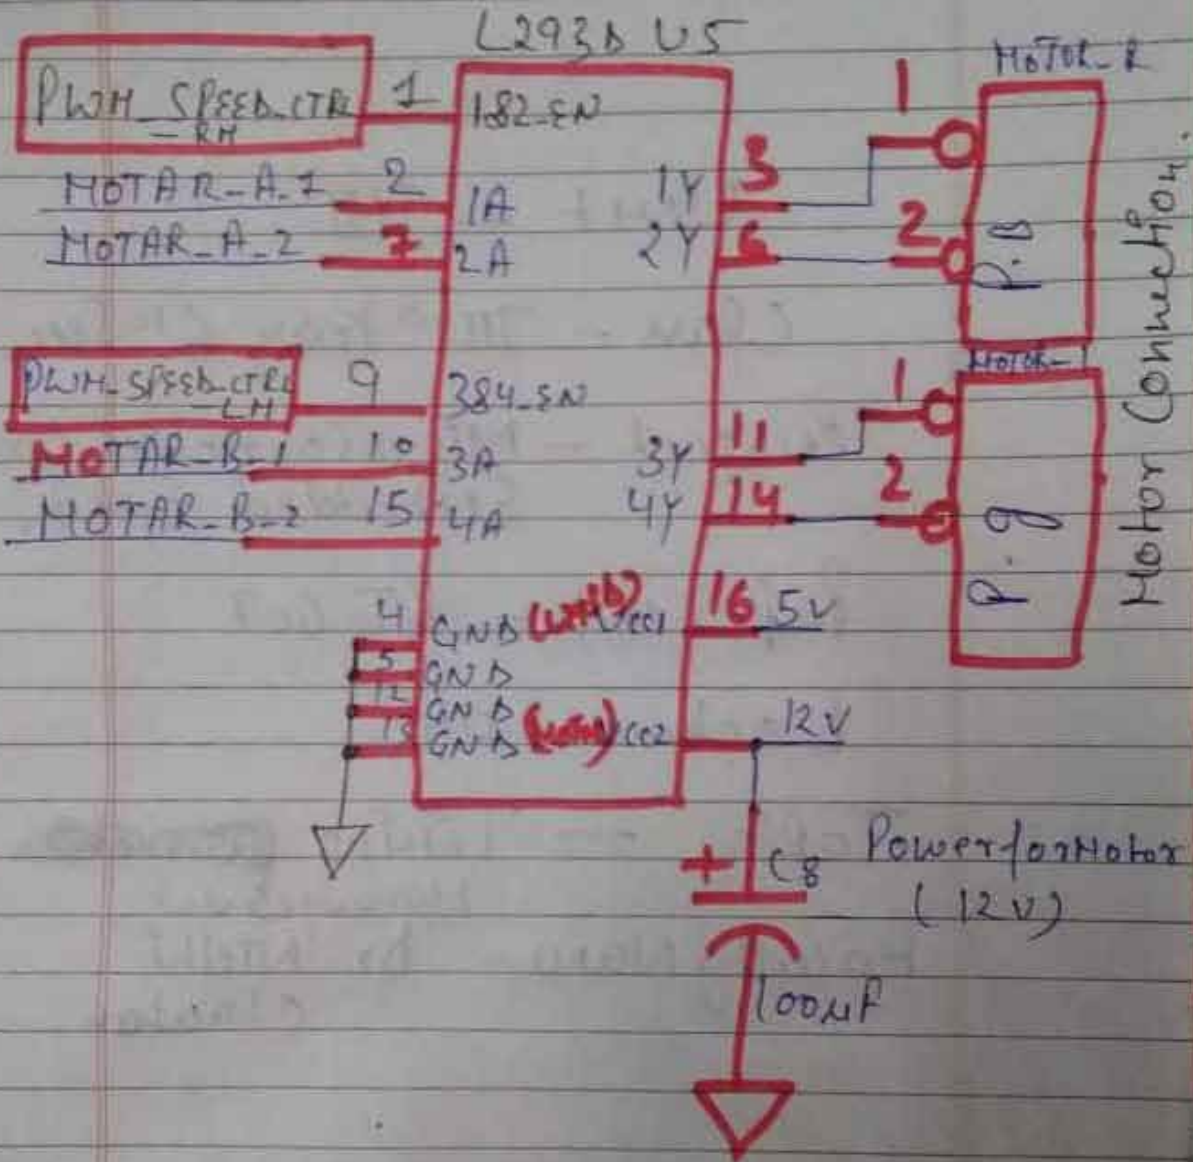 L293D U5
PWM_SPEED_CTRL
_RM
1
1&2_EN
MOTAR_A_1
2
1A
MOTAR_A_2
7
2A
PWM_SPEED_CTRL
_LM
9
3&4_EN
MOTAR_B_1
10
3A
MOTAR_B_2
15
4A
4
GND
5
GND
12
GND
13
GND
1Y
3
2Y
6
3Y
11
4Y
14
VCC1
16
5V
VCC2
12V
MOTOR_R
1
2
P.B
1
2
P.g
Motor Connection.
+
C8
100µF
Power for Motor
(12V)